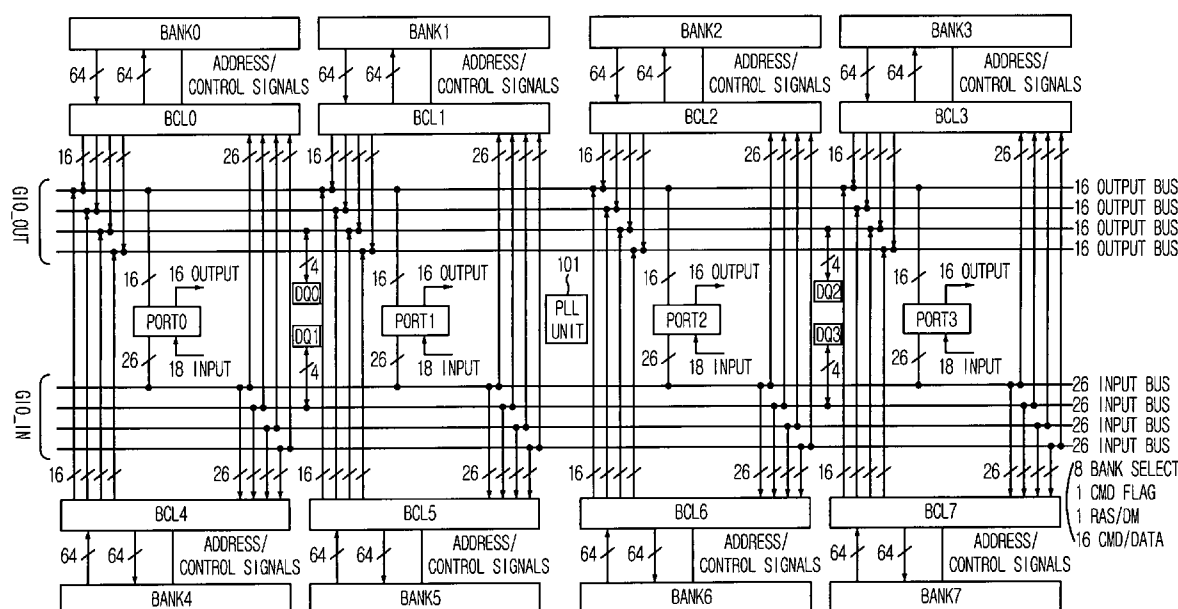 BANK0 BANK1 BANK2 BANK3
64 64 ADDRESS/ CONTROL SIGNALS 64 64 ADDRESS/ CONTROL SIGNALS 64 64 ADDRESS/ CONTROL SIGNALS 64 64 ADDRESS/ CONTROL SIGNALS
BCL0 BCL1 BCL2 BCL3
16 26 16 26 16 26 16 26
GIO_OUT
16 OUTPUT BUS
16 OUTPUT BUS
16 OUTPUT BUS
16 OUTPUT BUS
16 16 OUTPUT 4 16 16 OUTPUT 101 16 16 OUTPUT 4 16 16 OUTPUT
DQ0 DQ2
PORT0 PORT1 PLL UNIT PORT2 PORT3
DQ1 DQ3
26 18 INPUT 4 26 18 INPUT 26 18 INPUT 4 26 18 INPUT
GIO_IN
26 INPUT BUS
26 INPUT BUS
26 INPUT BUS
26 INPUT BUS
16 26 16 26 16 26 16 26
8 BANK SELECT
1 CMD FLAG
1 RAS/DM
16 CMD/DATA
BCL4 BCL5 BCL6 BCL7
64 64 ADDRESS/ CONTROL SIGNALS 64 64 ADDRESS/ CONTROL SIGNALS 64 64 ADDRESS/ CONTROL SIGNALS 64 64 ADDRESS/ CONTROL SIGNALS
BANK4 BANK5 BANK6 BANK7